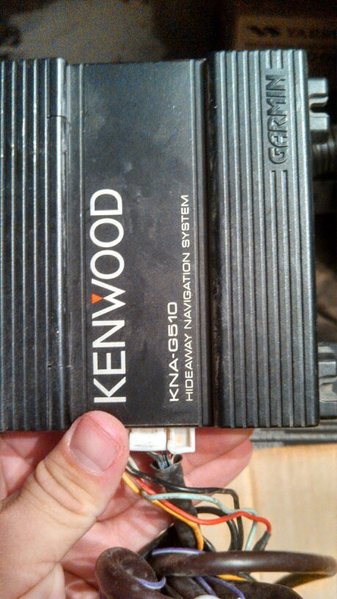 KENWOOD
KNA-G510
HIDEAWAY NAVIGATION SYSTEM
GARMIN